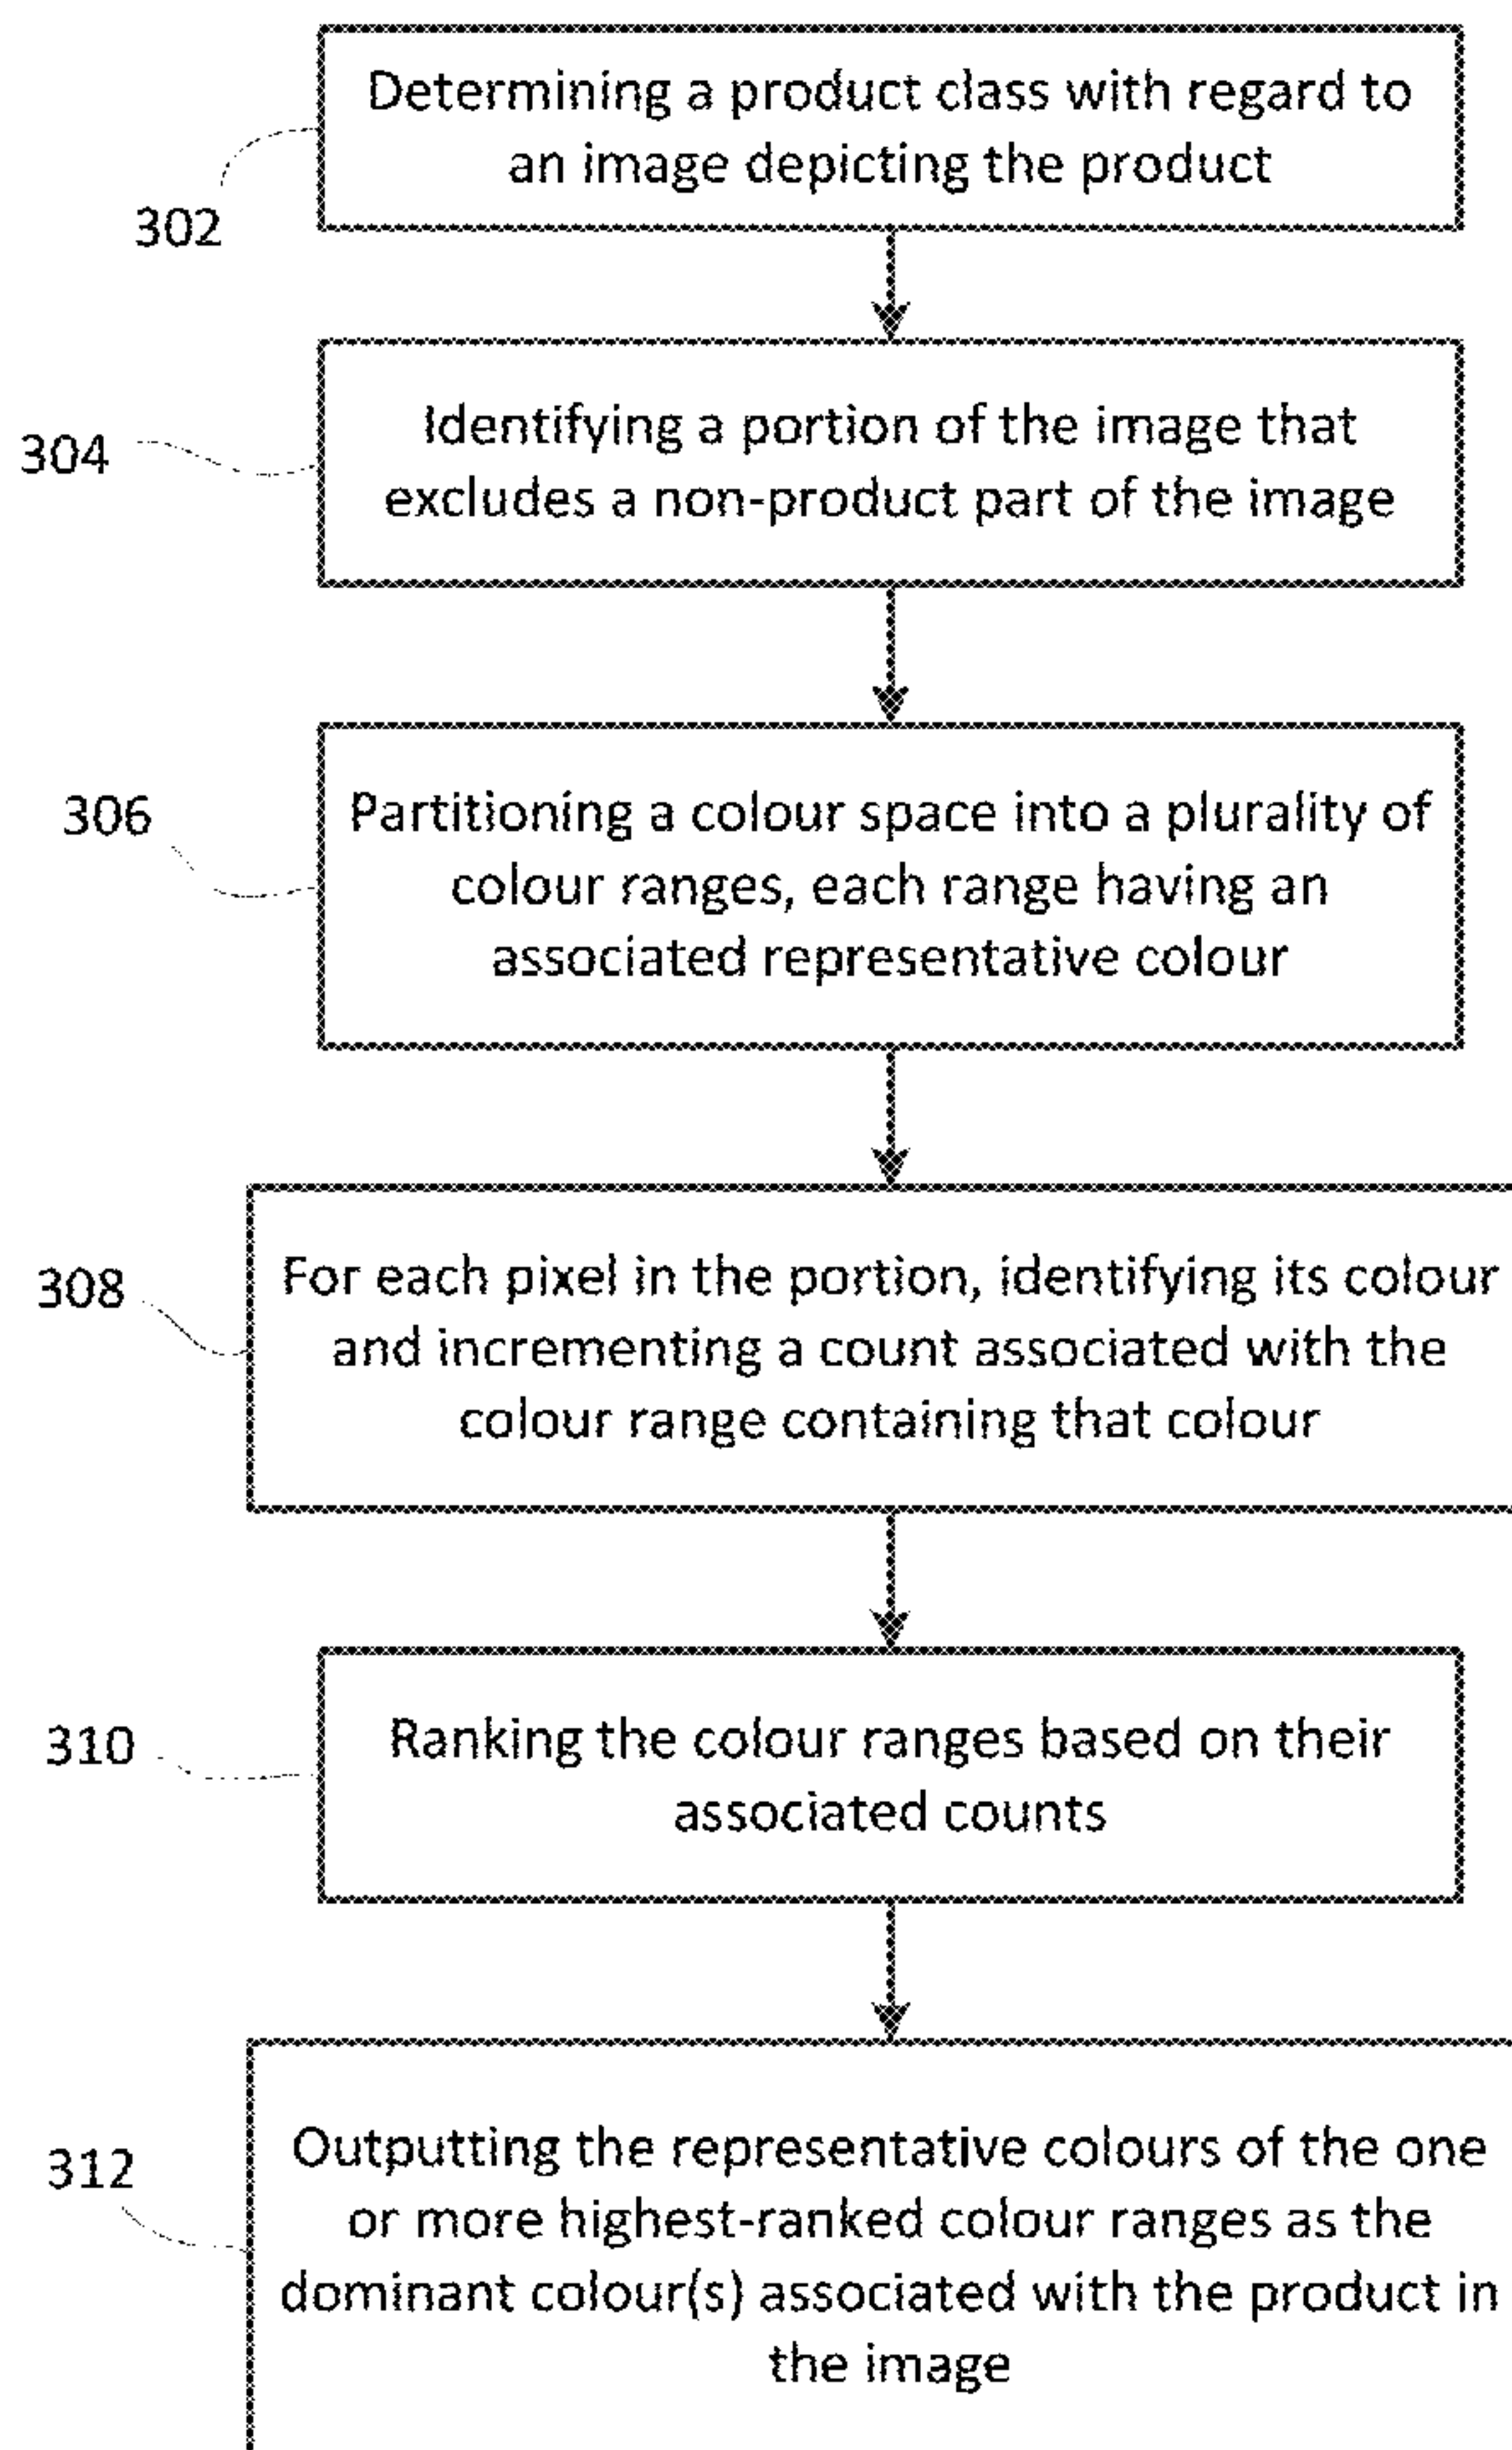 Determining a product class with regard to
an image depicting the product
302
Identifying a portion of the image that
excludes a non-product part of the image
304
Partitioning a colour space into a plurality of
colour ranges, each range having an
associated representative colour
306
For each pixel in the portion, identifying its colour
and incrementing a count associated with the
colour range containing that colour
308
Ranking the colour ranges based on their
associated counts
310
Outputting the representative colours of the one
or more highest-ranked colour ranges as the
dominant colour(s) associated with the product in
the image
312